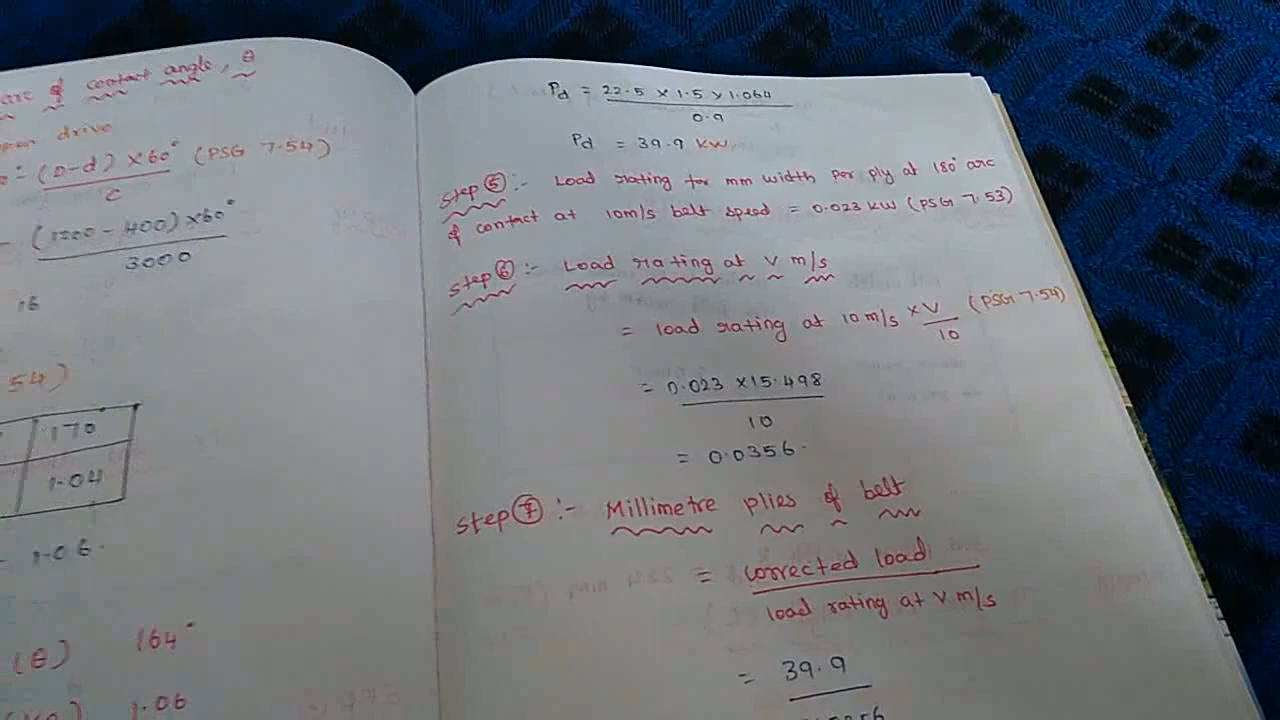 arc of contact angle, θ
drive
(D-d) × 60° (PSG 7.54)
C
(1200 - 400) × 60°
3000
16
54)
170°
1.04
1.06.
(θ) 164°
1.06
Pd = 22.5 × 1.5 × 1.064
0.9
Pd = 39.9 KW
Step ⑤:- Load rating for mm width per ply at 180° arc
of contact at 10m/s belt speed = 0.023 KW (PSG 7.53)
Step ⑥:- Load rating at V m/s
= load rating at 10 m/s × V (PSG 7.54)
10
= 0.023 × 15.498
10
= 0.0356.
Step ⑦:- Millimetre plies of belt
= corrected load
load rating at V m/s
= 39.9